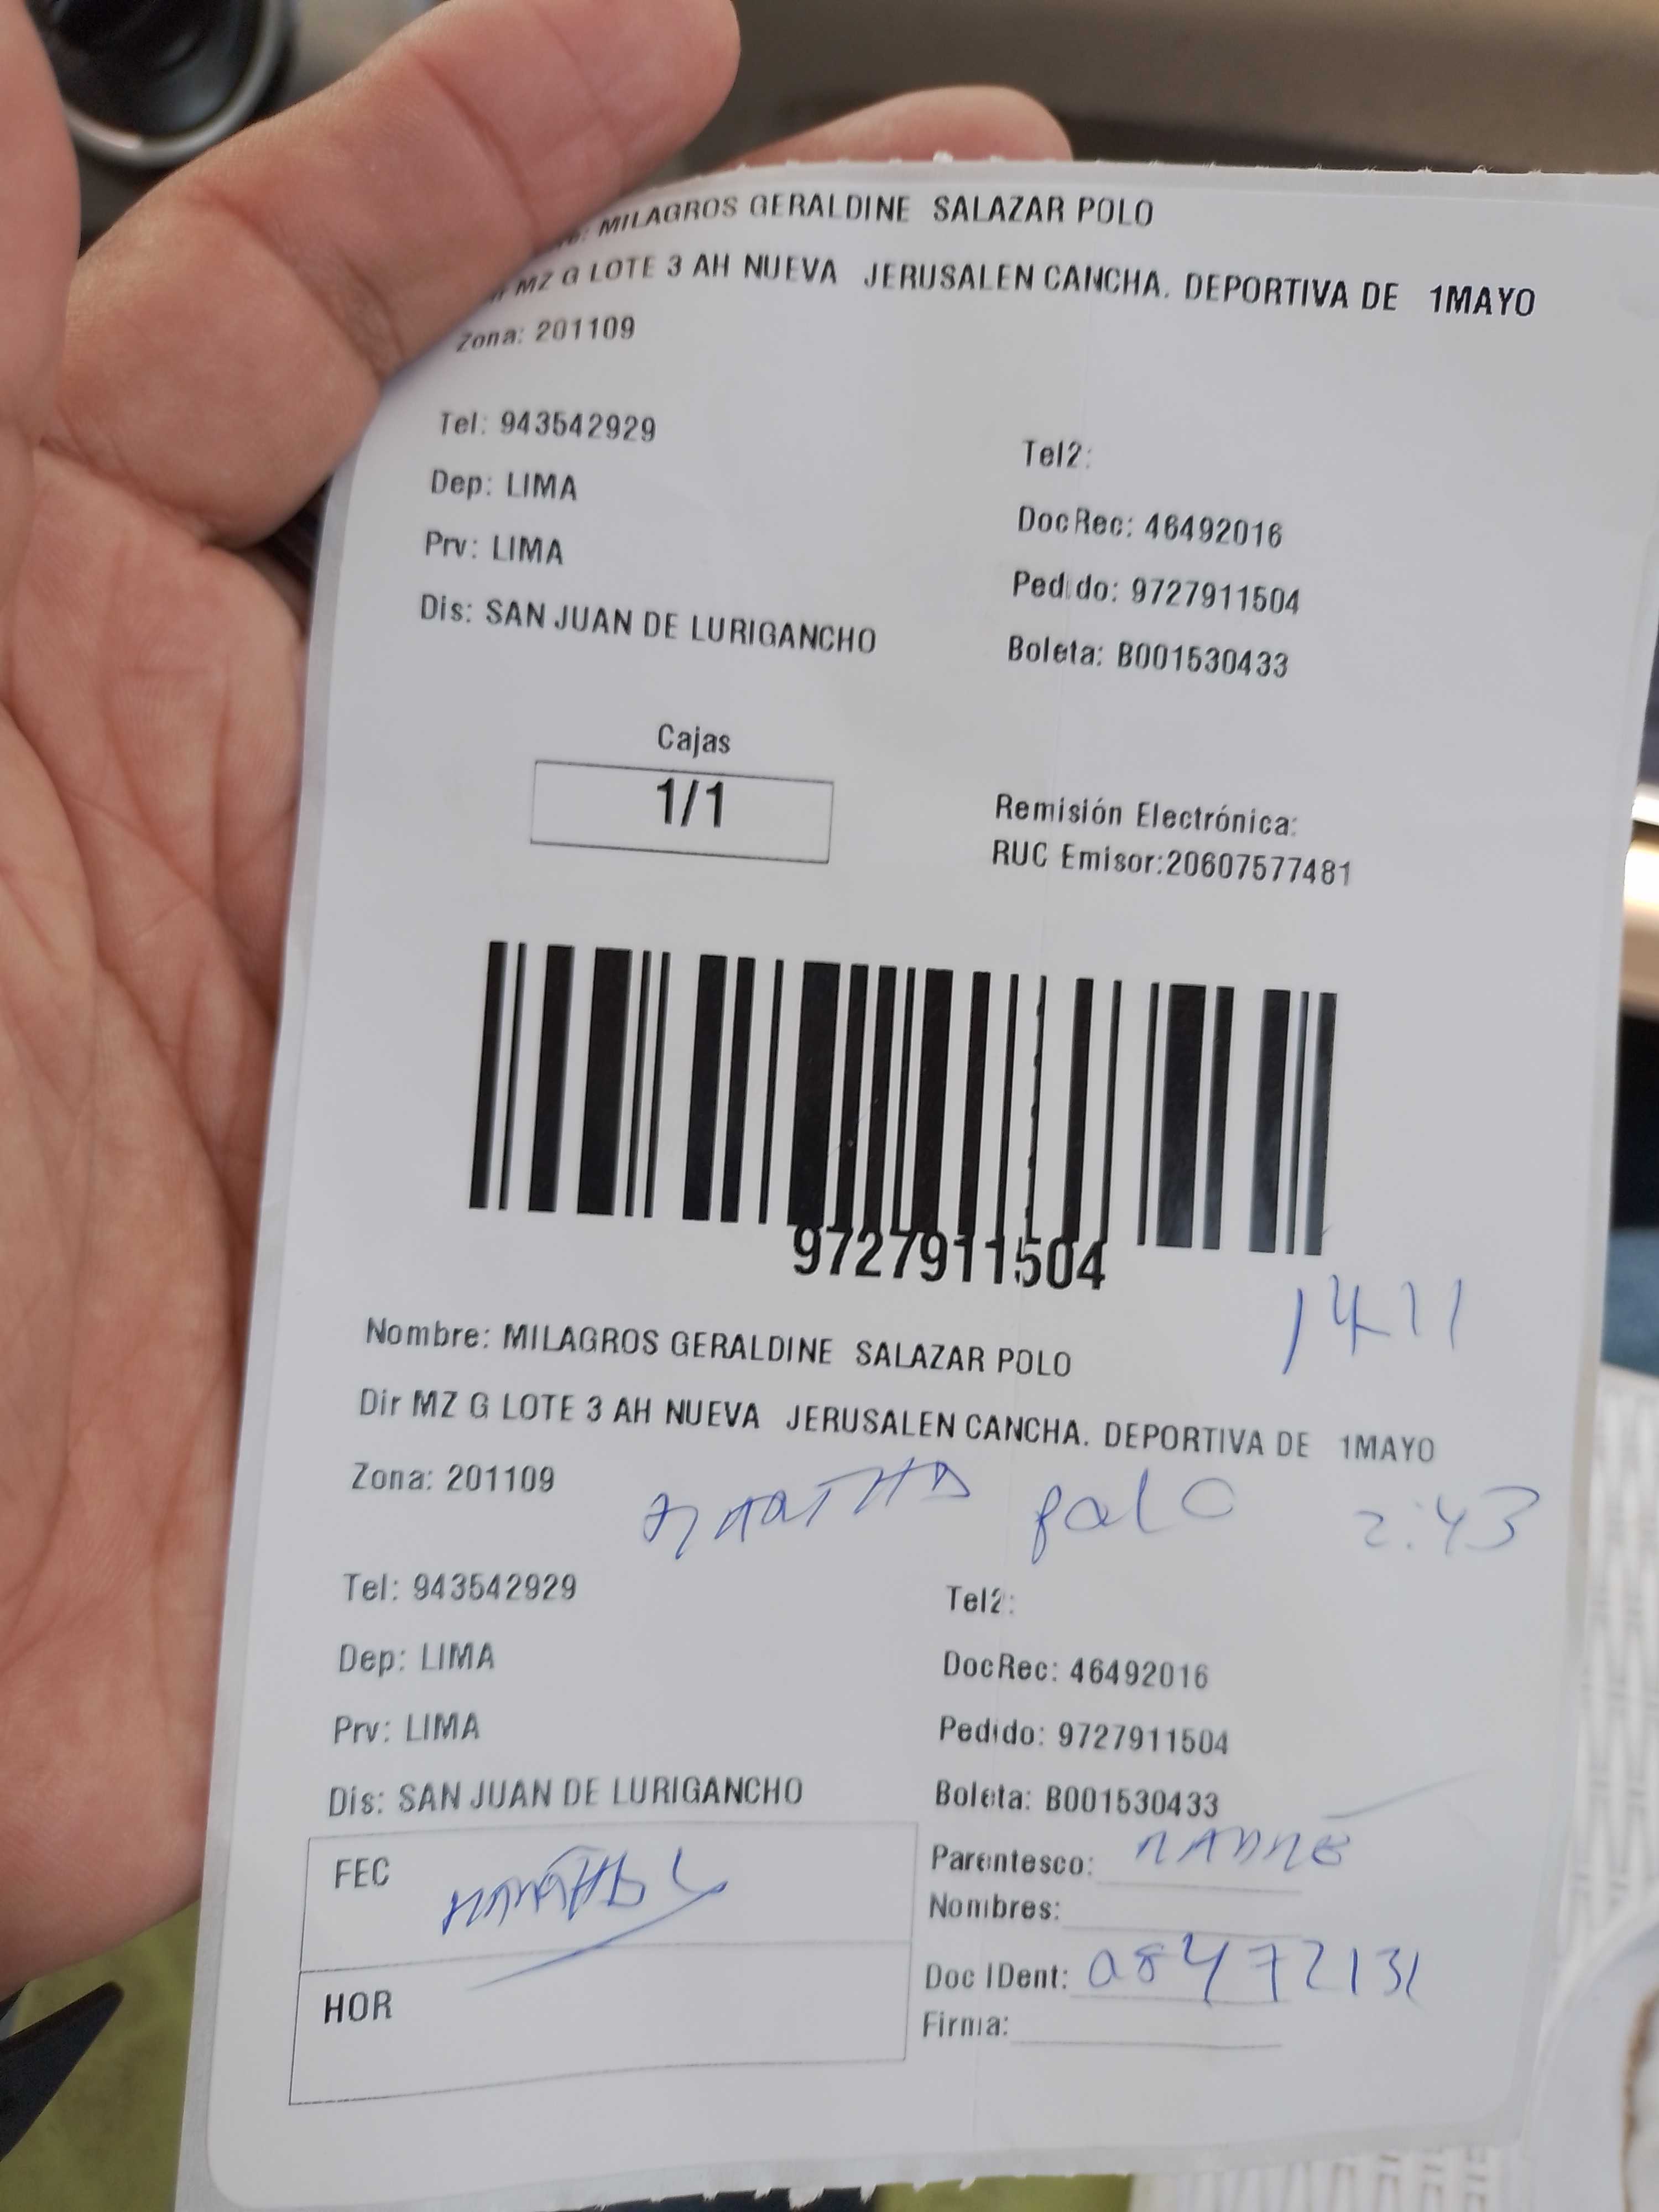 MILAGROS GERALDINE SALAZAR POLO
MZ G LOTE 3 AH NUEVA JERUSALEN CANCHA. DEPORTIVA DE 1MAYO
Zona: 201109
Tel: 943542929
Tel2:
Dep: LIMA
DocRec: 46492016
Prv: LIMA
Pedido: 9727911504
Dis: SAN JUAN DE LURIGANCHO
Boleta: B001530433
Cajas
1/1
Remisión Electrónica:
RUC Emisor:20607577481
9727911504
1411
Nombre: MILAGROS GERALDINE SALAZAR POLO
Dir MZ G LOTE 3 AH NUEVA JERUSALEN CANCHA. DEPORTIVA DE 1MAYO
Zona: 201109
MARTHA Polo 2:43
Tel: 943542929
Tel2:
Dep: LIMA
DocRec: 46492016
Prv: LIMA
Pedido: 9727911504
Dis: SAN JUAN DE LURIGANCHO
Boleta: B001530433
FEC
Parentesco: MADRE
Nombres:
Doc IDent: 08472131
HOR
Firma: